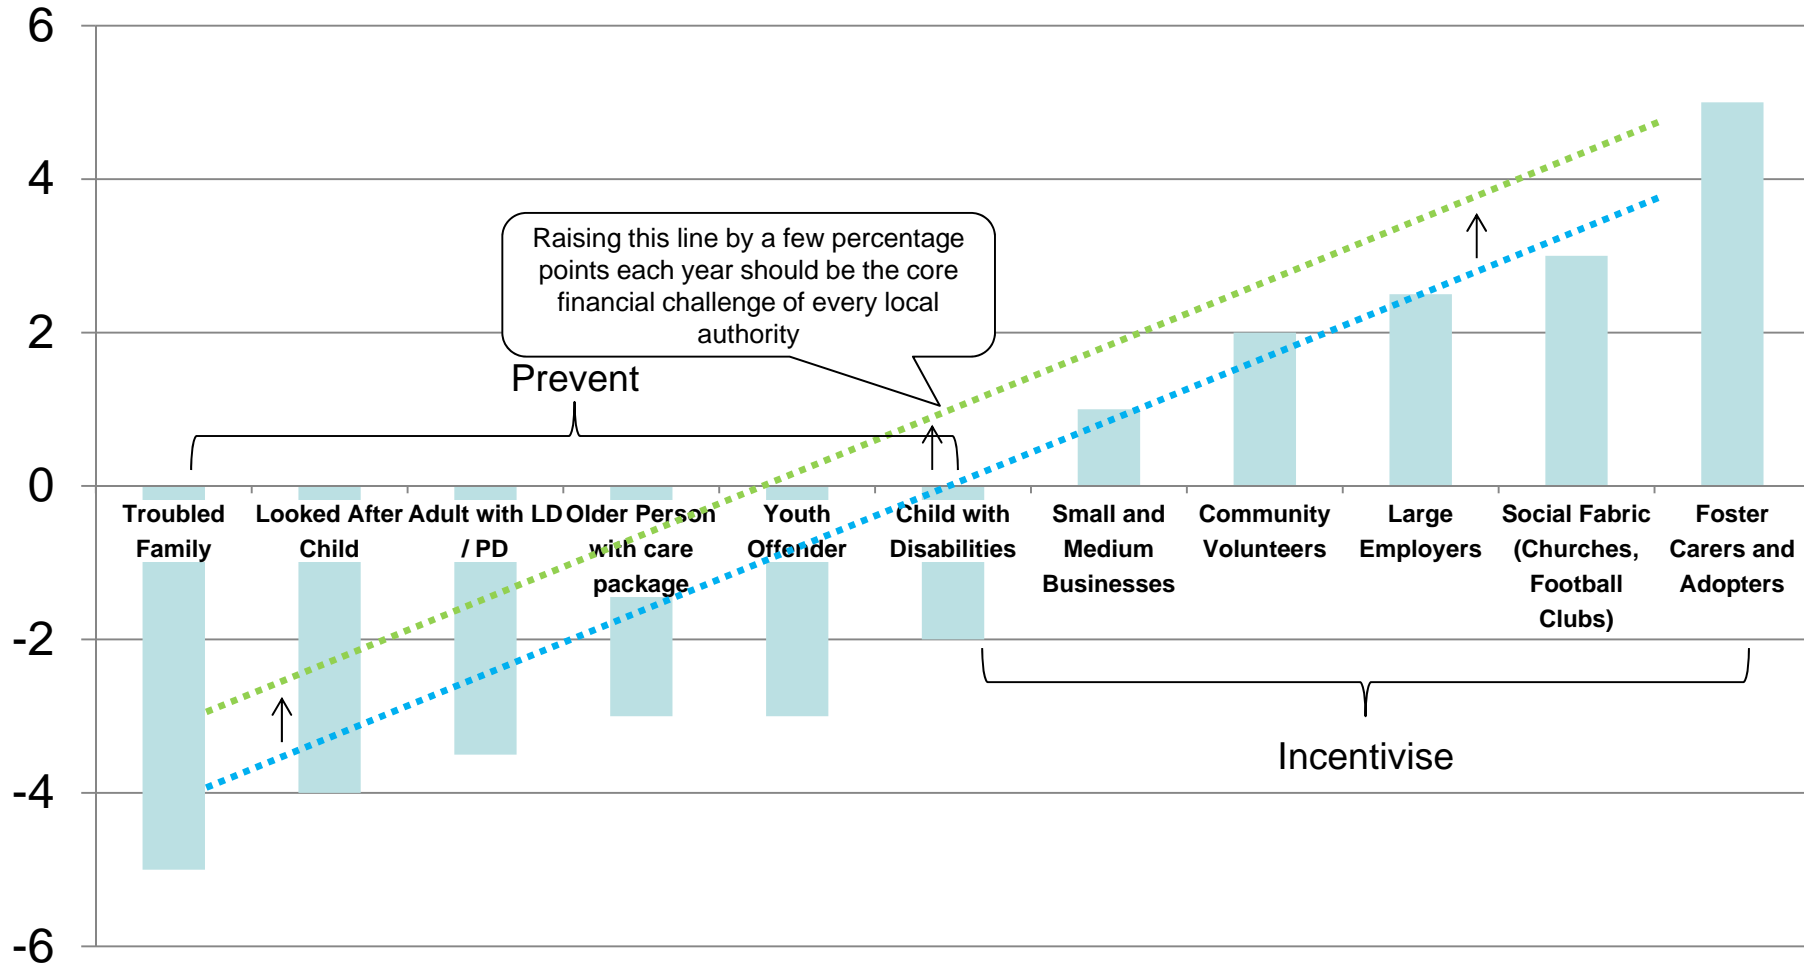 6
4
2
0
-2
-4
-6
Raising this line by a few percentage
points each year should be the core
financial challenge of every local
authority
Prevent
Troubled
Family
Looked After
Child
Adult with LD
/ PD
Older Person
with care
package
Youth
Offender
Child with
Disabilities
Small and
Medium
Businesses
Community
Volunteers
Large
Employers
Social Fabric
(Churches,
Football
Clubs)
Foster
Carers and
Adopters
Incentivise